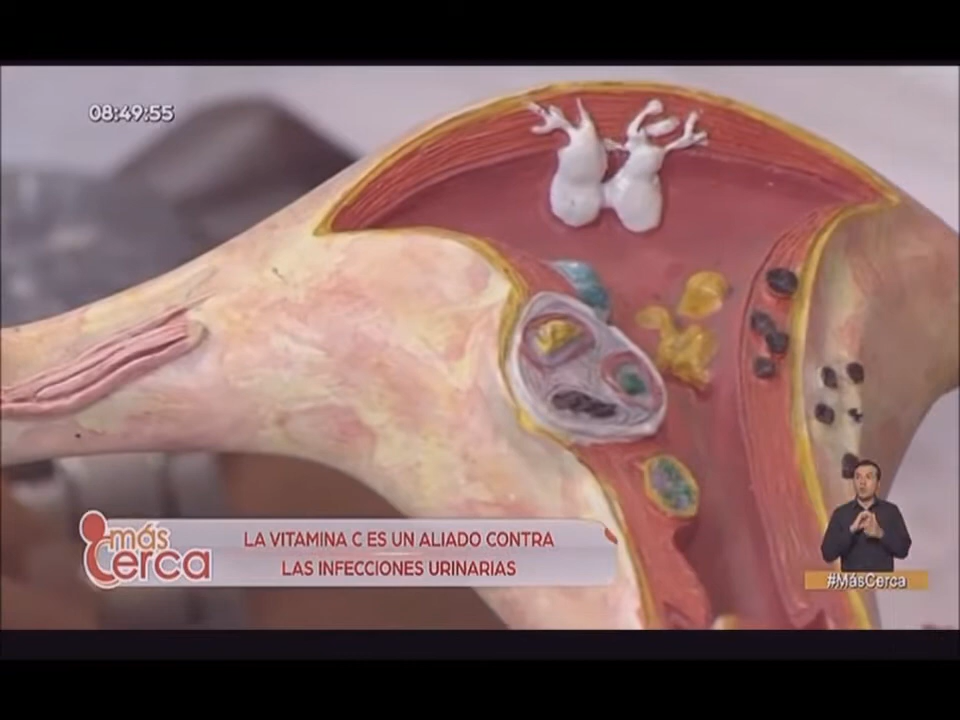 08:49:55
más
Cerca
LA VITAMINA C ES UN ALIADO CONTRA
LAS INFECCIONES URINARIAS
#MásCerca